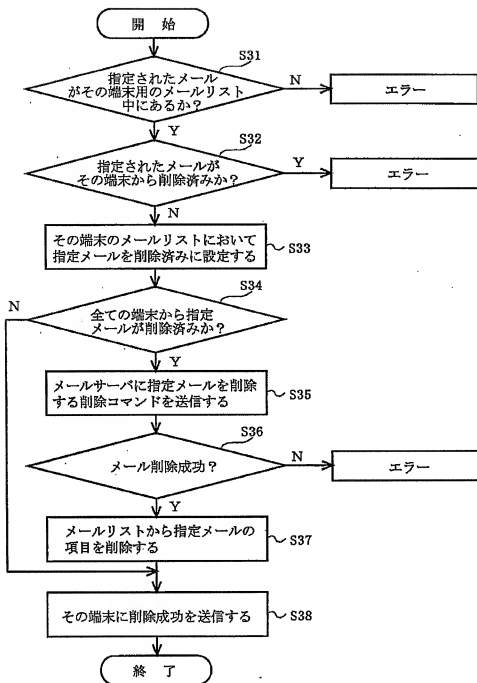 開始
S31
指定されたメール
がその端末用のメールリスト
中にあるか？
N
エラー
Y
S32
指定されたメールが
その端末から削除済みか？
Y
エラー
N
その端末のメールリストにおいて
指定メールを削除済みに設定する
S33
S34
N
全ての端末から指定
メールが削除済みか？
Y
メールサーバに指定メールを削除
する削除コマンドを送信する
S35
S36
メール削除成功？
N
エラー
Y
メールリストから指定メールの
項目を削除する
S37
その端末に削除成功を送信する
S38
終了